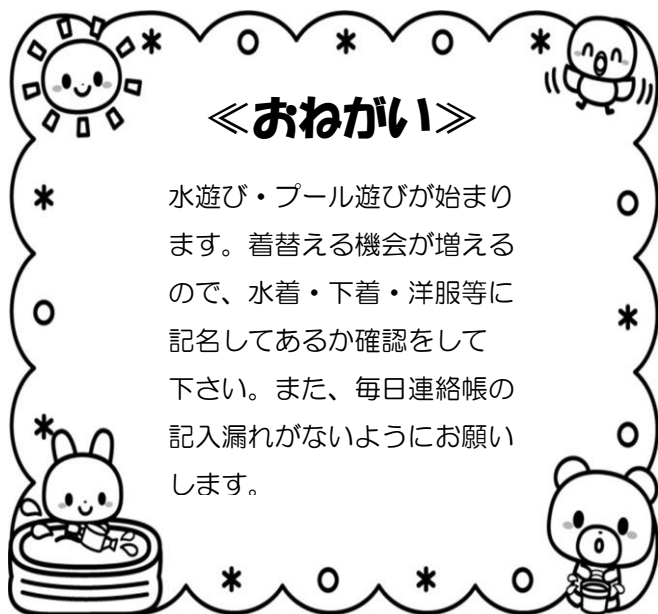 ≪おねがい≫
水遊び・プール遊びが始まり
ます。着替える機会が増える
ので、水着・下着・洋服等に
記名してあるか確認をして
下さい。また、毎日連絡帳の
記入漏れがないようにお願い
します。